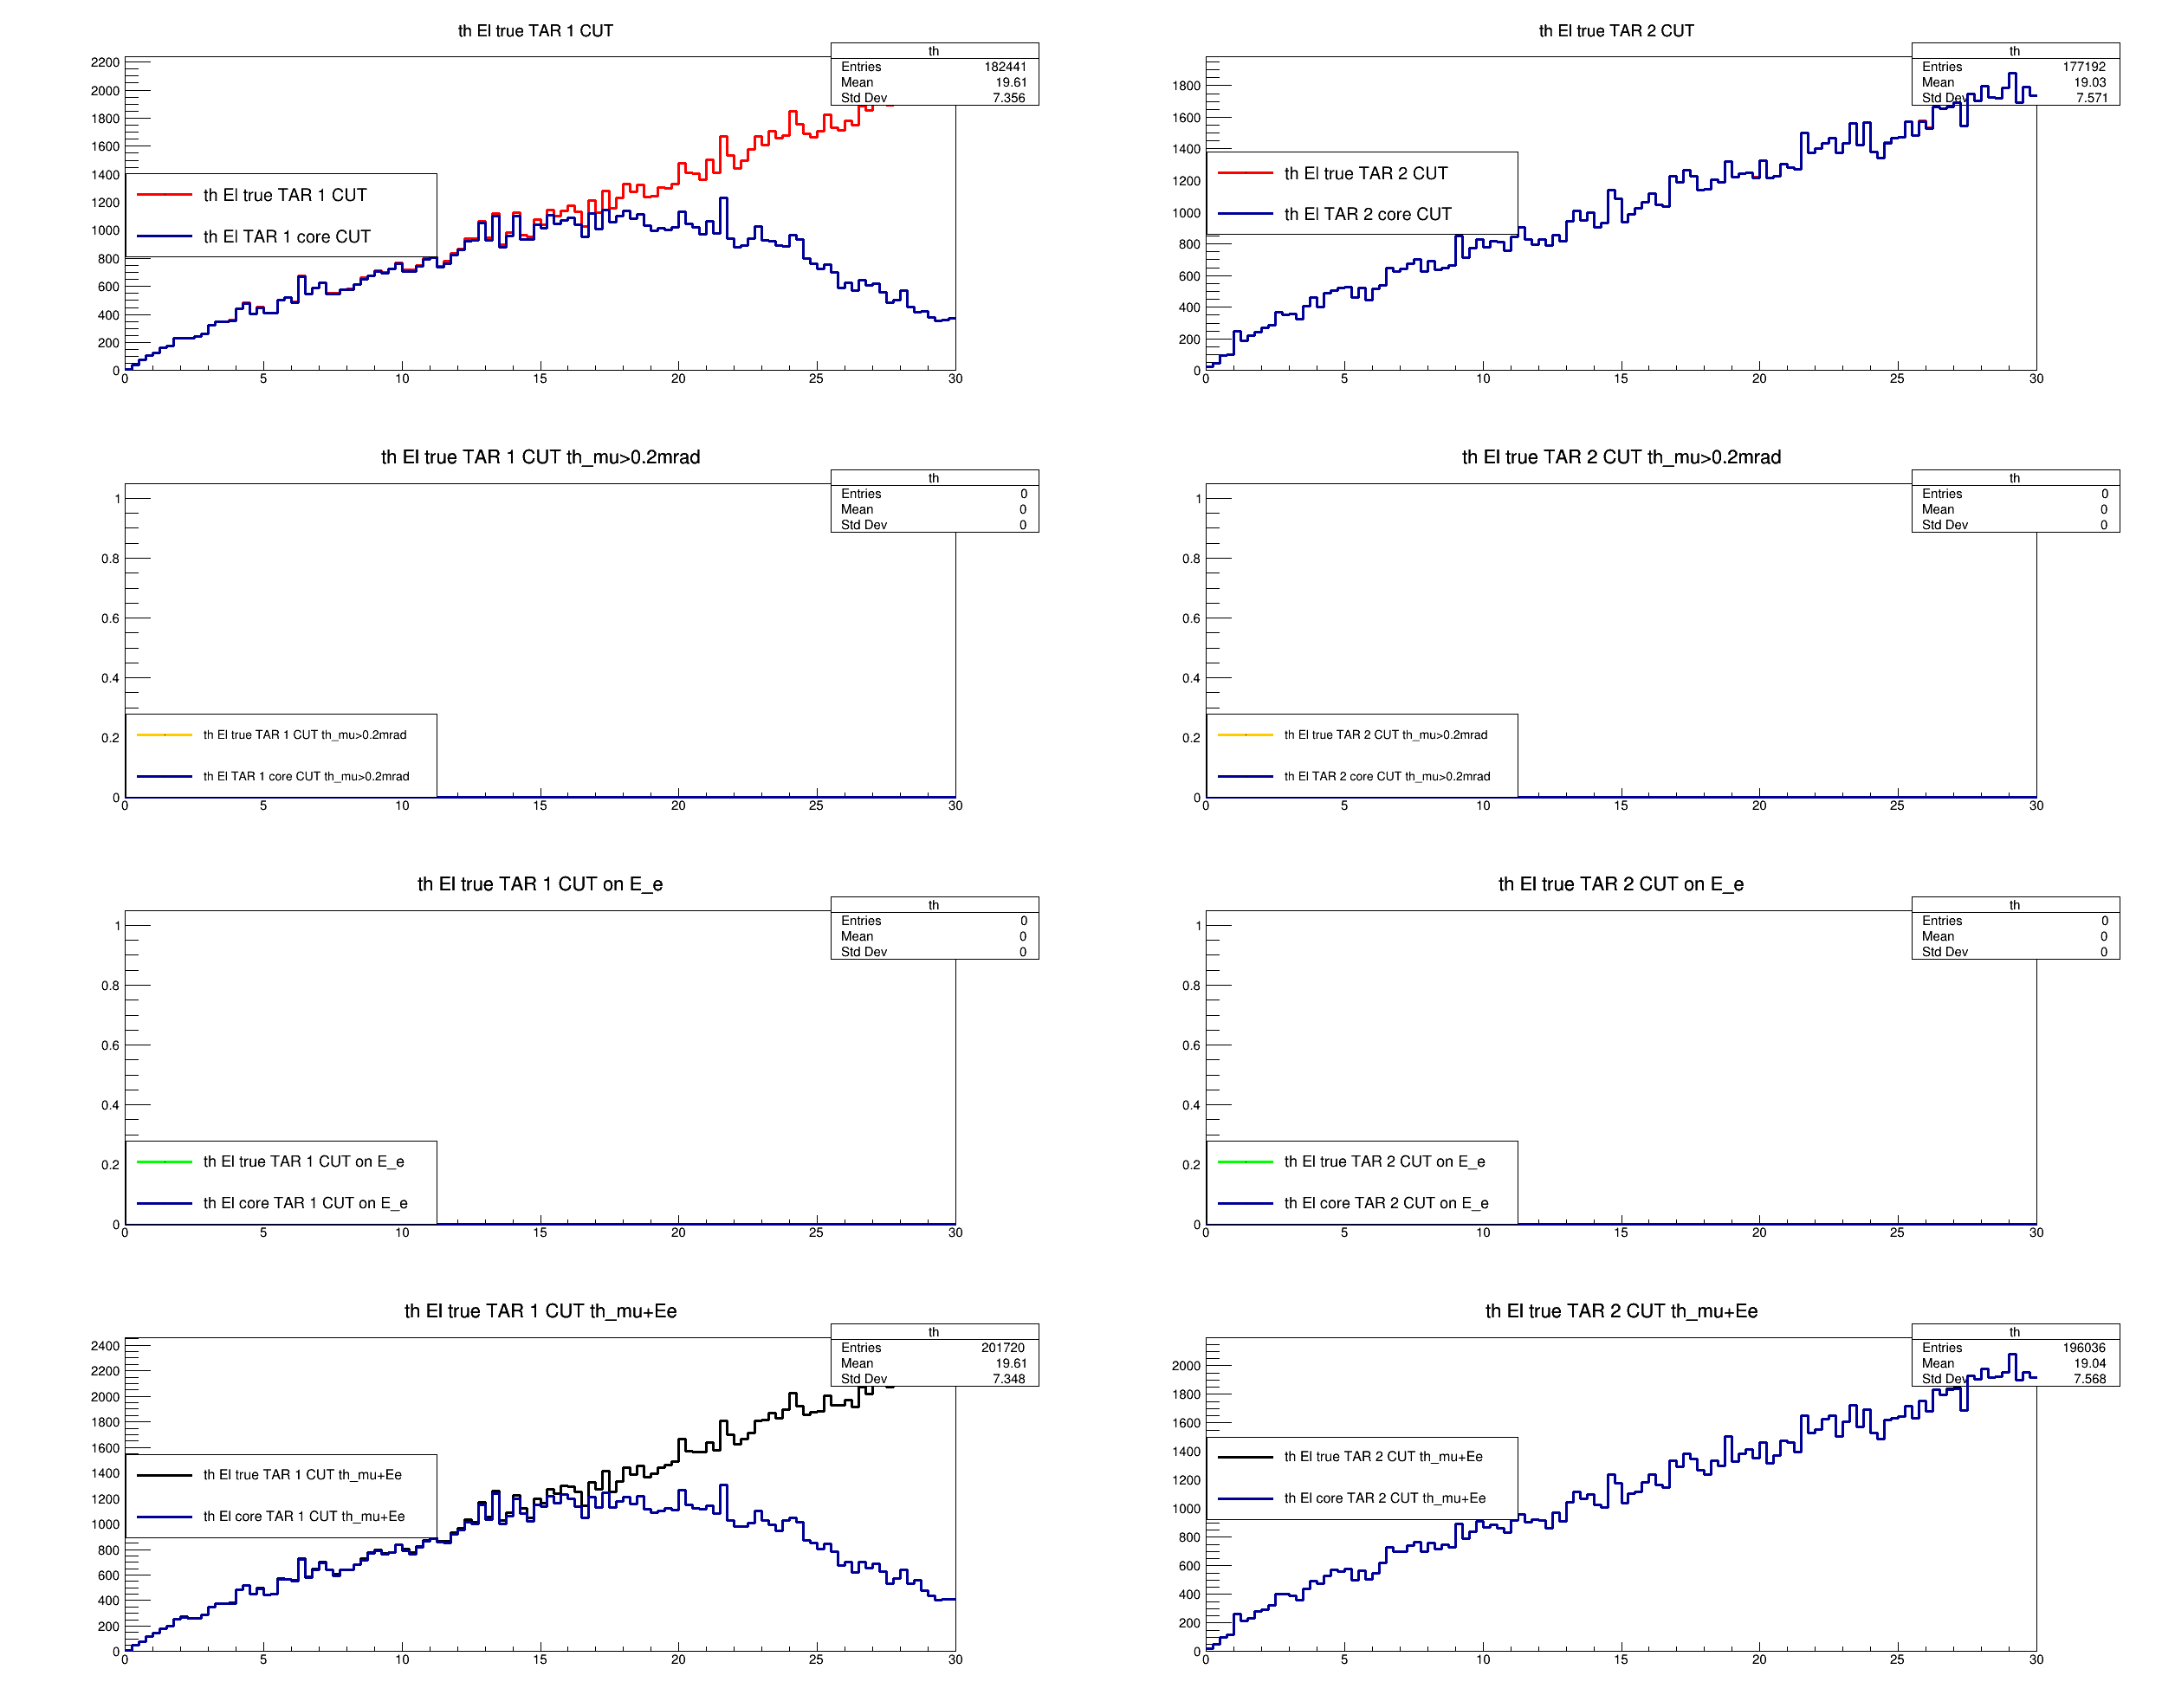 th El true TAR 1 CUT
th
Entries 182441
Mean 19.61
Std Dev 7.356
2200
2000
1800
1600
1400
1200
1000
800
600
400
200
0
th El true TAR 1 CUT
th El TAR 1 core CUT
0 5 10 15 20 25 30
th El true TAR 2 CUT
th
Entries 177192
Mean 19.03
Std Dev 7.571
1800
1600
1400
1200
1000
800
600
400
200
0
th El true TAR 2 CUT
th El TAR 2 core CUT
0 5 10 15 20 25 30
th El true TAR 1 CUT th_mu>0.2mrad
th
Entries 0
Mean 0
Std Dev 0
1
0.8
0.6
0.4
0.2
0
th El true TAR 1 CUT th_mu>0.2mrad
th El TAR 1 core CUT th_mu>0.2mrad
0 5 10 15 20 25 30
th El true TAR 2 CUT th_mu>0.2mrad
th
Entries 0
Mean 0
Std Dev 0
1
0.8
0.6
0.4
0.2
0
th El true TAR 2 CUT th_mu>0.2mrad
th El TAR 2 core CUT th_mu>0.2mrad
0 5 10 15 20 25 30
th El true TAR 1 CUT on E_e
th
Entries 0
Mean 0
Std Dev 0
1
0.8
0.6
0.4
0.2
0
th El true TAR 1 CUT on E_e
th El core TAR 1 CUT on E_e
0 5 10 15 20 25 30
th El true TAR 2 CUT on E_e
th
Entries 0
Mean 0
Std Dev 0
1
0.8
0.6
0.4
0.2
0
th El true TAR 2 CUT on E_e
th El core TAR 2 CUT on E_e
0 5 10 15 20 25 30
th El true TAR 1 CUT th_mu+Ee
th
Entries 201720
Mean 19.61
Std Dev 7.348
2400
2200
2000
1800
1600
1400
1200
1000
800
600
400
200
0
th El true TAR 1 CUT th_mu+Ee
th El core TAR 1 CUT th_mu+Ee
0 5 10 15 20 25 30
th El true TAR 2 CUT th_mu+Ee
th
Entries 196036
Mean 19.04
Std Dev 7.568
2000
1800
1600
1400
1200
1000
800
600
400
200
0
th El true TAR 2 CUT th_mu+Ee
th El core TAR 2 CUT th_mu+Ee
0 5 10 15 20 25 30